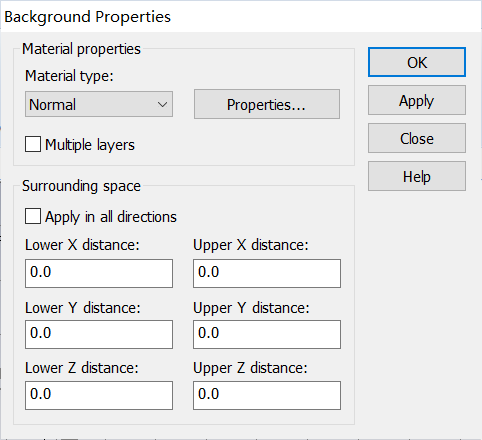 Background Properties
Material properties
Material type:
Normal
Properties...
Multiple layers
OK
Apply
Close
Help
Surrounding space
Apply in all directions
Lower X distance:
Upper X distance:
0.0
0.0
Lower Y distance:
Upper Y distance:
0.0
0.0
Lower Z distance:
Upper Z distance:
0.0
0.0